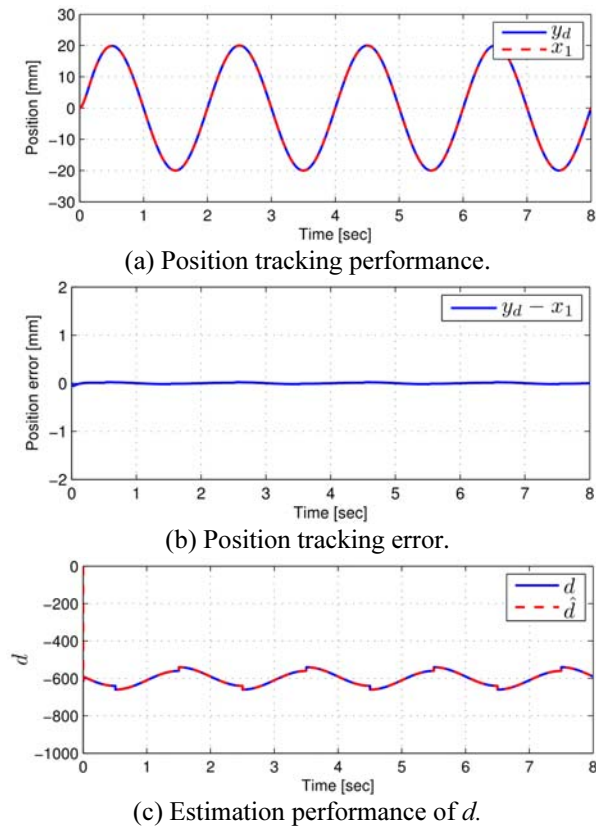 30
20
10
0
-10
-20
-30
Position [mm]
y_d
x_1
0 1 2 3 4 5 6 7 8
Time [sec]
(a) Position tracking performance.
2
1
0
-1
-2
Position error [mm]
y_d − x_1
0 1 2 3 4 5 6 7 8
Time [sec]
(b) Position tracking error.
0
-200
-400
-600
-800
-1000
d
d
d̂
0 1 2 3 4 5 6 7 8
Time [sec]
(c) Estimation performance of d.